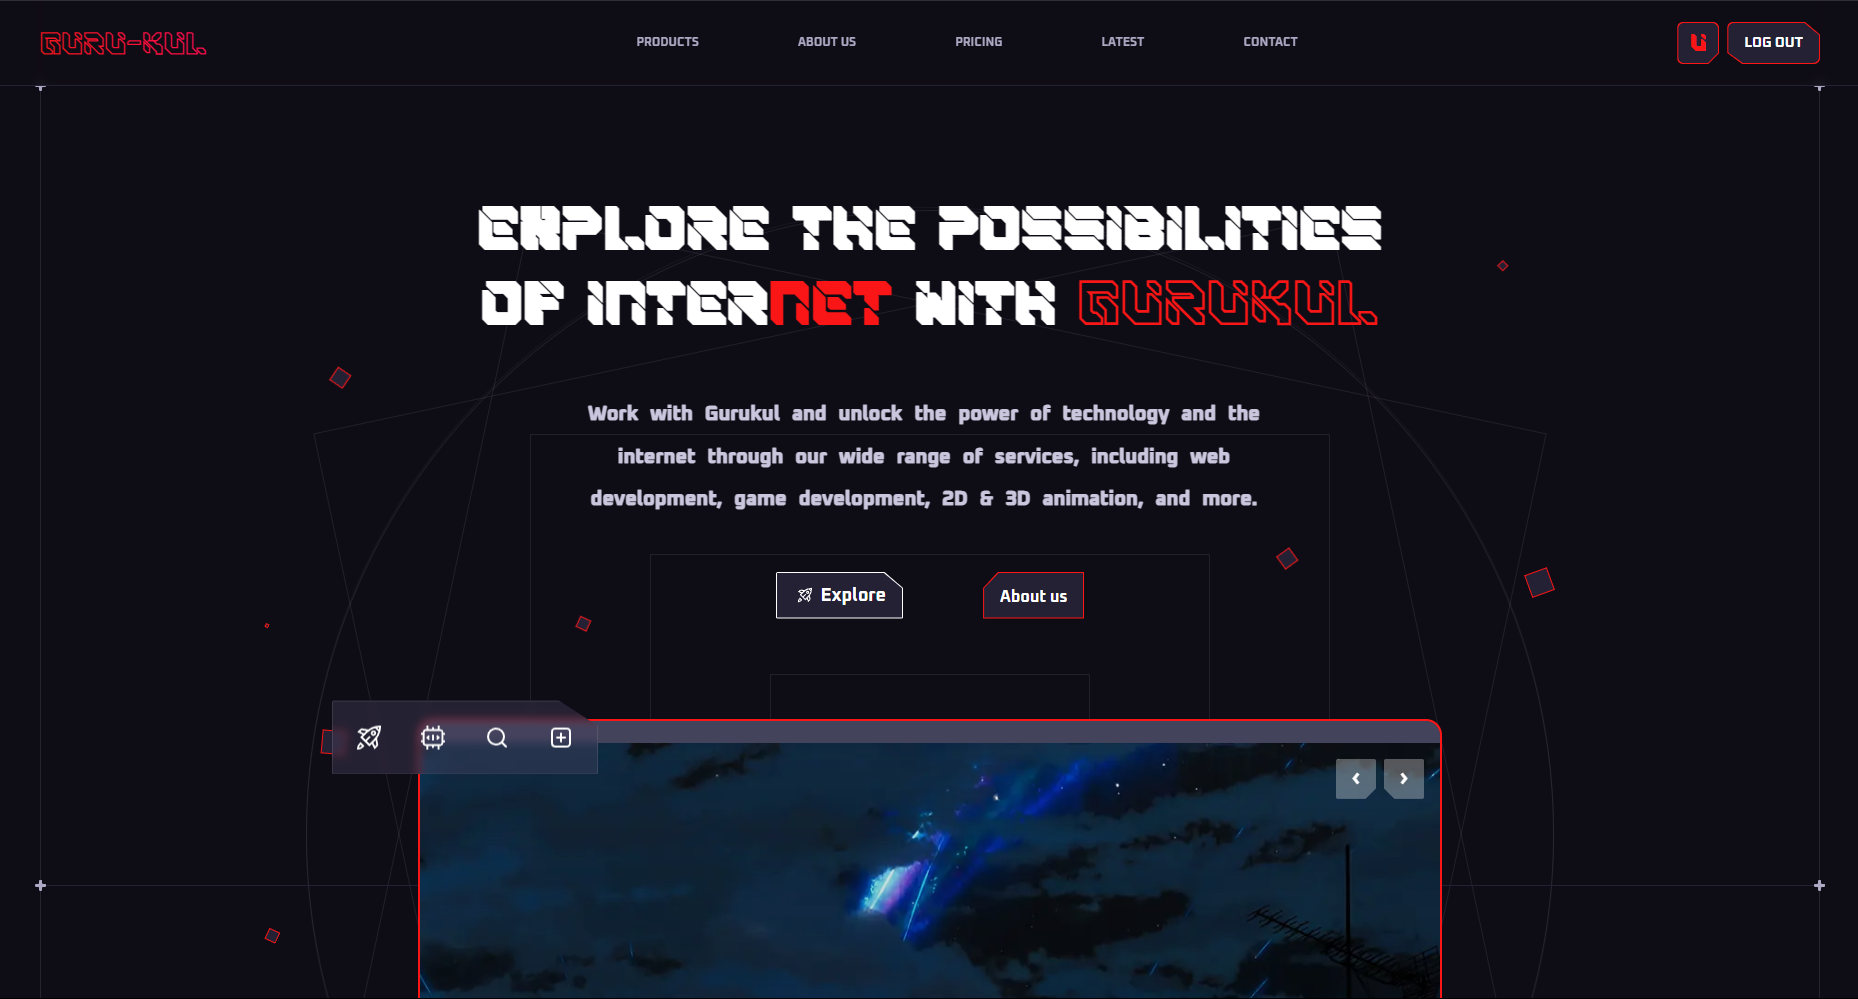 GURU-KUL
PRODUCTS
ABOUT US
PRICING
LATEST
CONTACT
U
LOG OUT
EXPLORE THE POSSIBILITIES
OF INTERNET WITH GURUKUL
Work with Gurukul and unlock the power of technology and the
internet through our wide range of services, including web
development, game development, 2D & 3D animation, and more.
Explore
About us